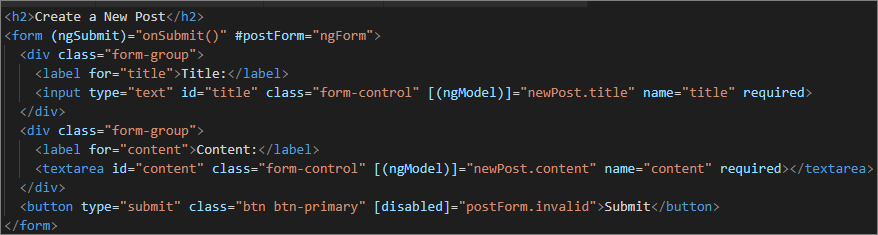 <h2>Create a New Post</h2>
<form (ngSubmit)="onSubmit()" #postForm="ngForm">
  <div class="form-group">
    <label for="title">Title:</label>
    <input type="text" id="title" class="form-control" [(ngModel)]="newPost.title" name="title" required>
  </div>
  <div class="form-group">
    <label for="content">Content:</label>
    <textarea id="content" class="form-control" [(ngModel)]="newPost.content" name="content" required></textarea>
  </div>
  <button type="submit" class="btn btn-primary" [disabled]="postForm.invalid">Submit</button>
</form>